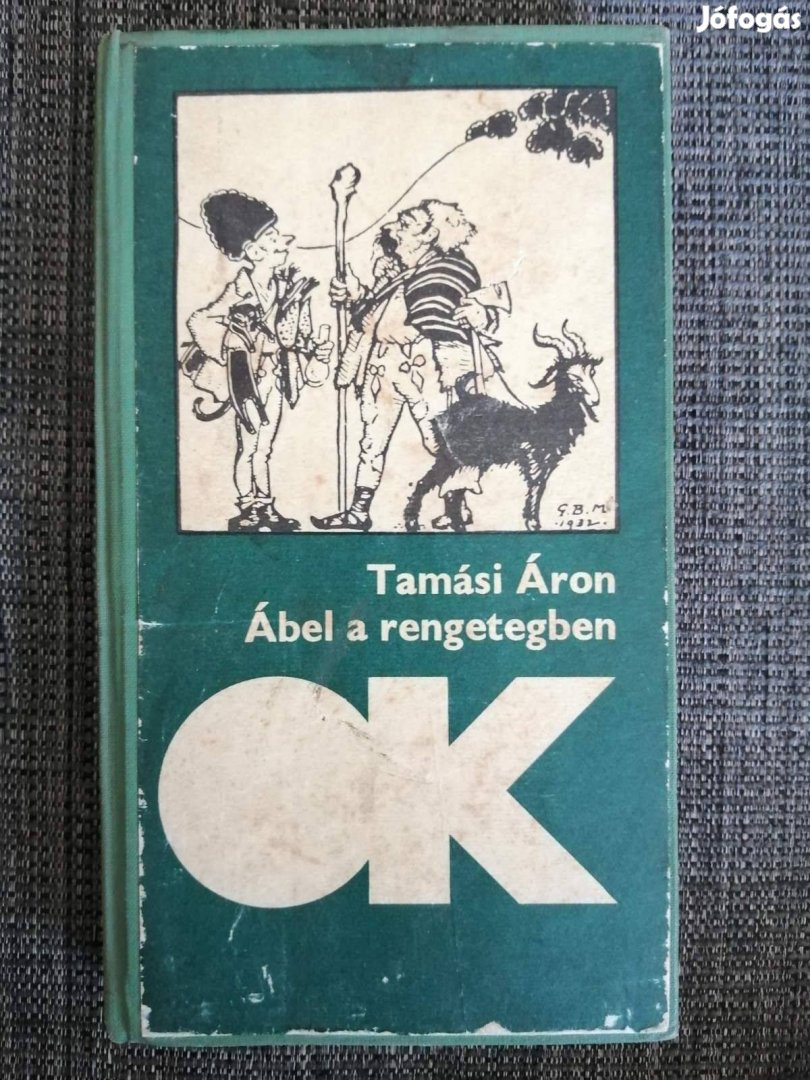 Jófogás
G.B.M
.1932.
Tamási Áron
Ábel a rengetegben
OK